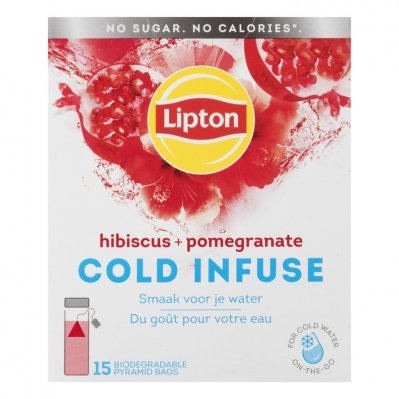 NO SUGAR. NO CALORIES*.
Lipton
hibiscus + pomegranate
COLD INFUSE
Smaak voor je water
Du goût pour votre eau
15 BIODEGRADABLE
PYRAMID BAGS
FOR COLD WATER
ON-THE-GO